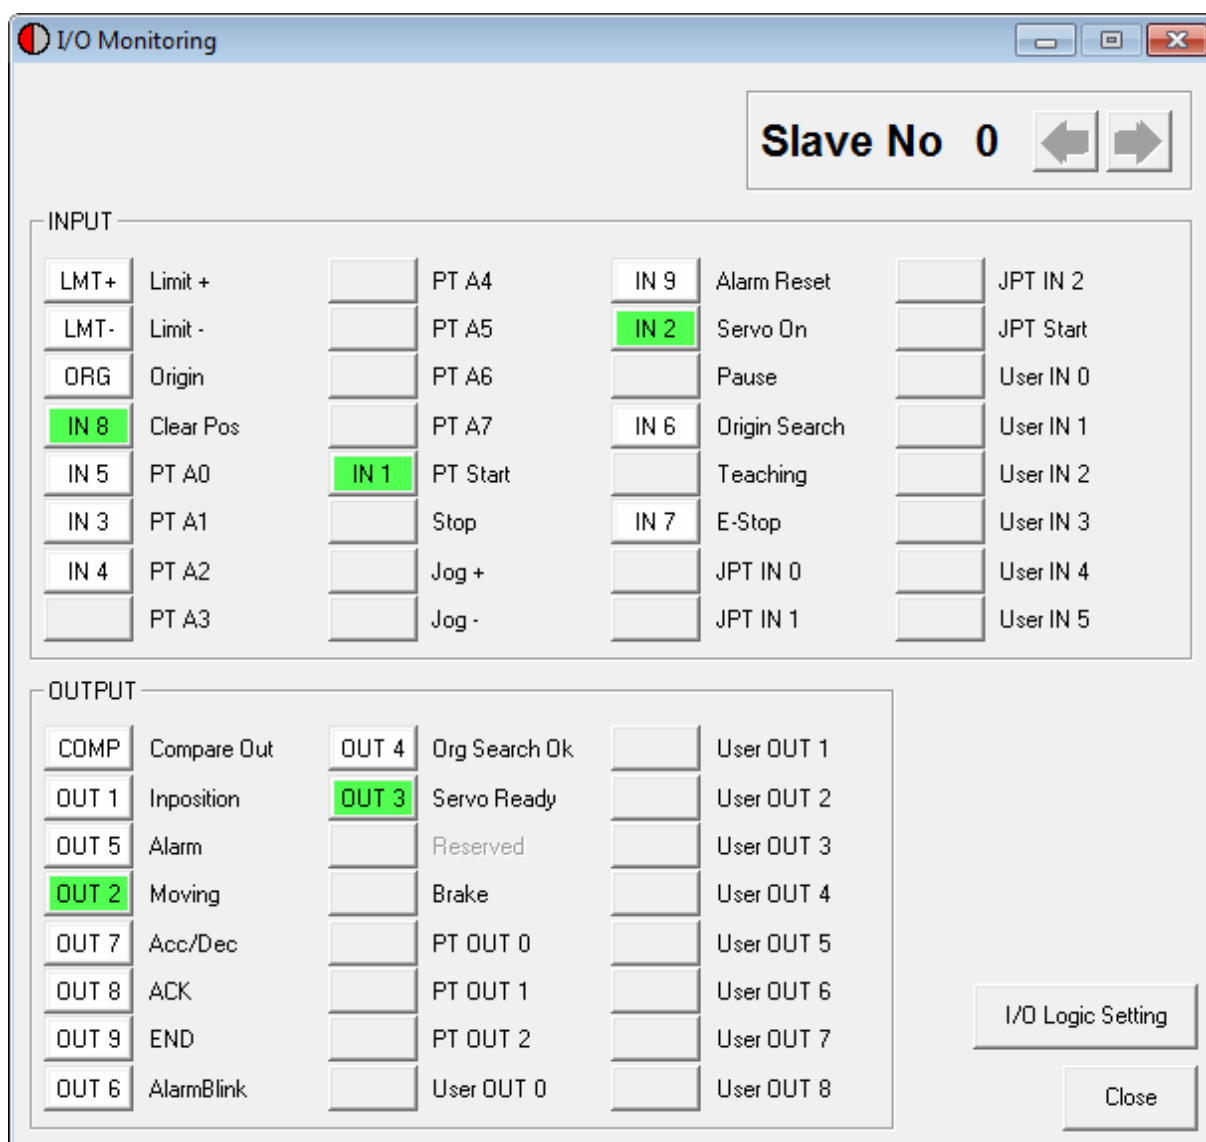 I/O Monitoring
Slave No 0
INPUT
LMT+ Limit + PT A4 IN 9 Alarm Reset JPT IN 2
LMT- Limit - PT A5 IN 2 Servo On JPT Start
ORG Origin PT A6 Pause User IN 0
IN 8 Clear Pos PT A7 IN 6 Origin Search User IN 1
IN 5 PT A0 IN 1 PT Start Teaching User IN 2
IN 3 PT A1 Stop IN 7 E-Stop User IN 3
IN 4 PT A2 Jog + JPT IN 0 User IN 4
PT A3 Jog - JPT IN 1 User IN 5
OUTPUT
COMP Compare Out OUT 4 Org Search Ok User OUT 1
OUT 1 Inposition OUT 3 Servo Ready User OUT 2
OUT 5 Alarm Reserved User OUT 3
OUT 2 Moving Brake User OUT 4
OUT 7 Acc/Dec PT OUT 0 User OUT 5
OUT 8 ACK PT OUT 1 User OUT 6
OUT 9 END PT OUT 2 User OUT 7
OUT 6 AlarmBlink User OUT 0 User OUT 8
I/O Logic Setting
Close